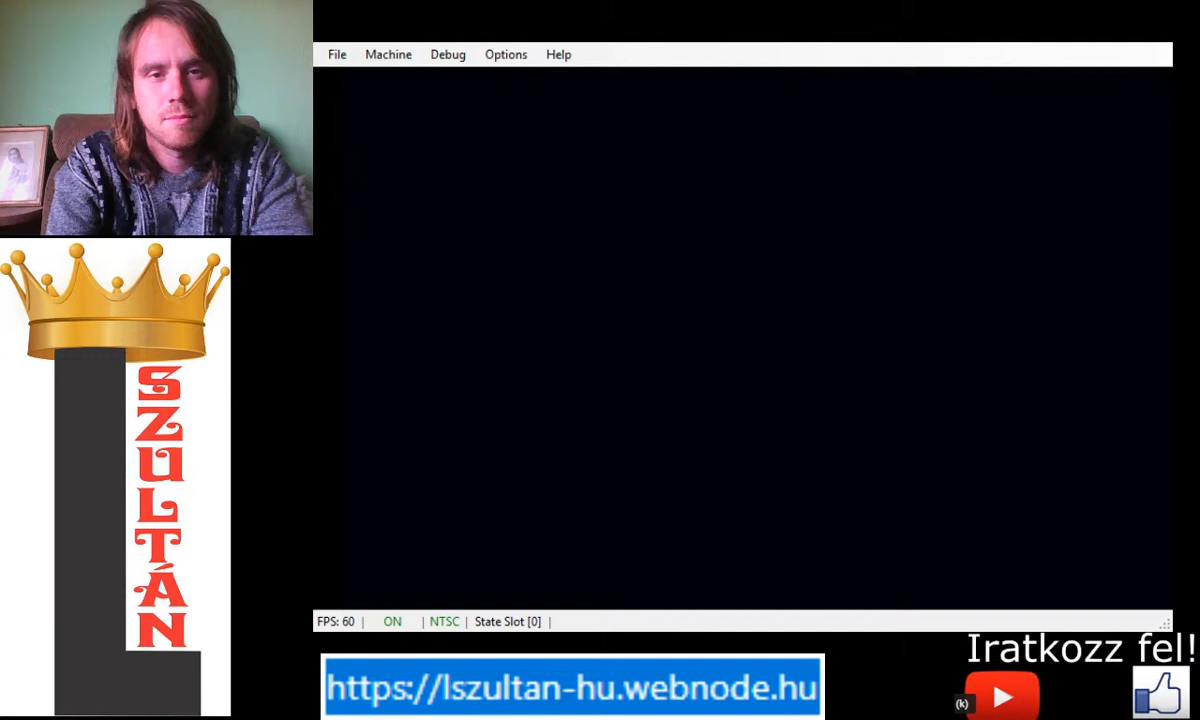 File Machine Debug Options Help
SZULTÁN
FPS: 60 | ON | NTSC | State Slot [0] |
Iratkozz fel!
https://lszultan-hu.webnode.hu
(k)